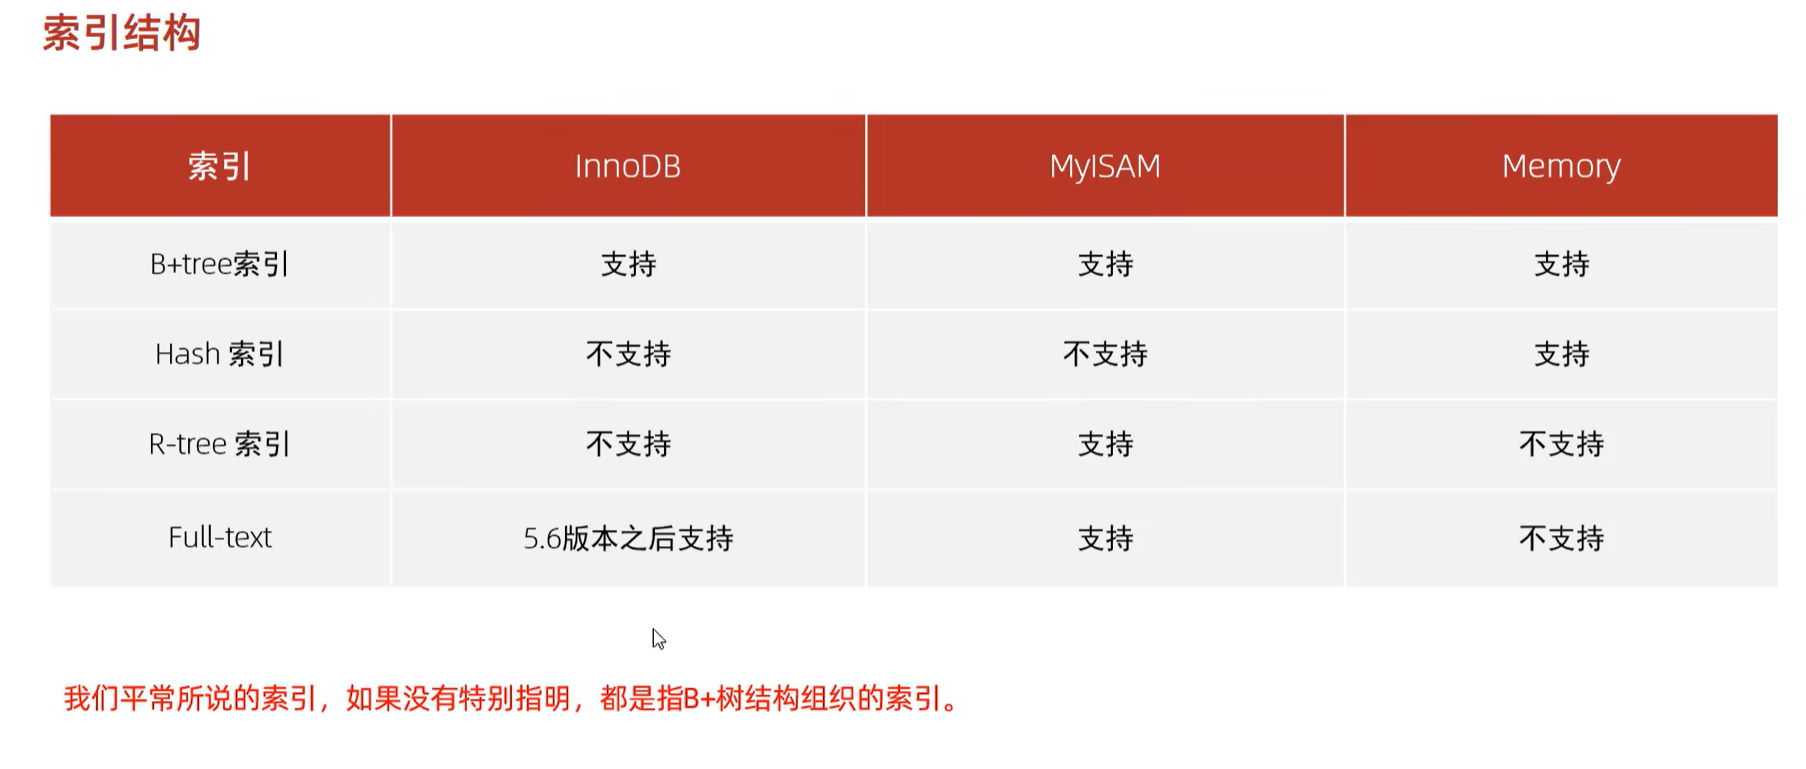 索引结构
索引 InnoDB MyISAM Memory
B+tree索引 支持 支持 支持
Hash 索引 不支持 不支持 支持
R-tree 索引 不支持 支持 不支持
Full-text 5.6版本之后支持 支持 不支持
我们平常所说的索引，如果没有特别指明，都是指B+树结构组织的索引。